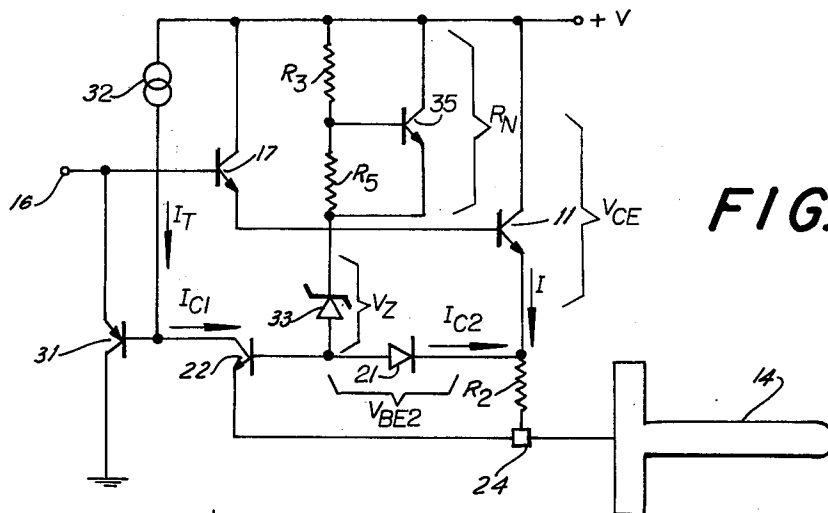 + V
32
R3
35
RN
17
R5
16
IT
11
VCE
FIG.
I
IC1
33
VZ
IC2
31
22
21
VBE2
R2
14
24